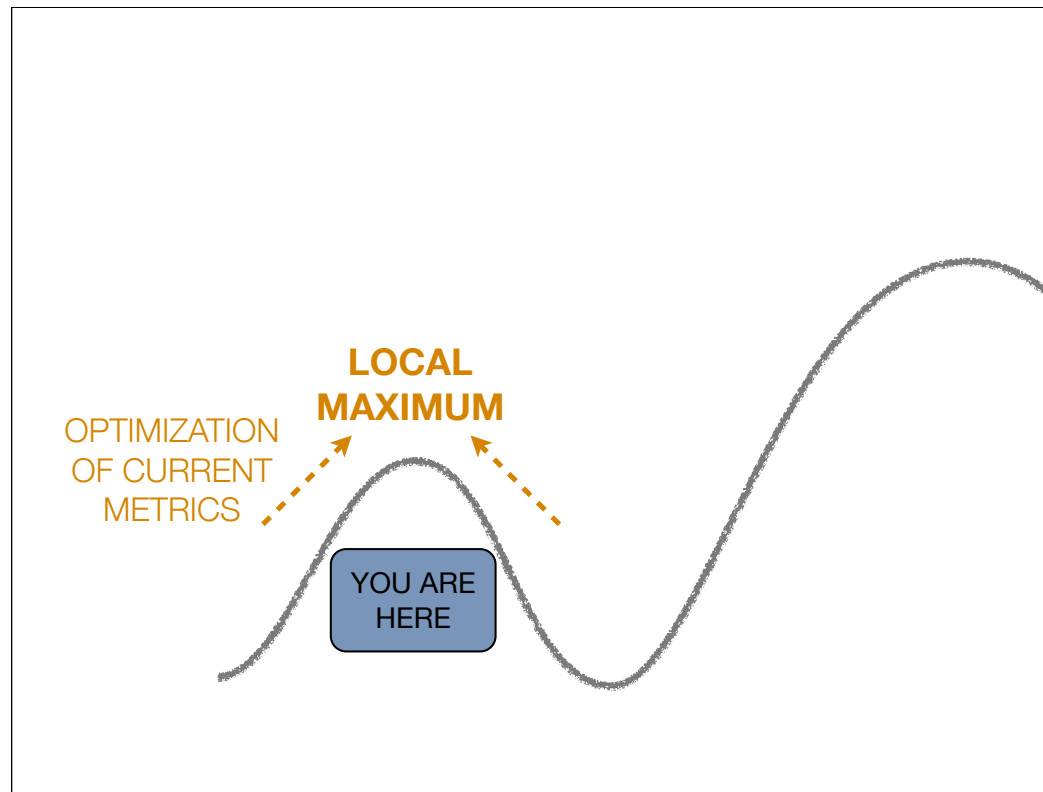 LOCAL
MAXIMUM
OPTIMIZATION
OF CURRENT
METRICS
YOU ARE
HERE